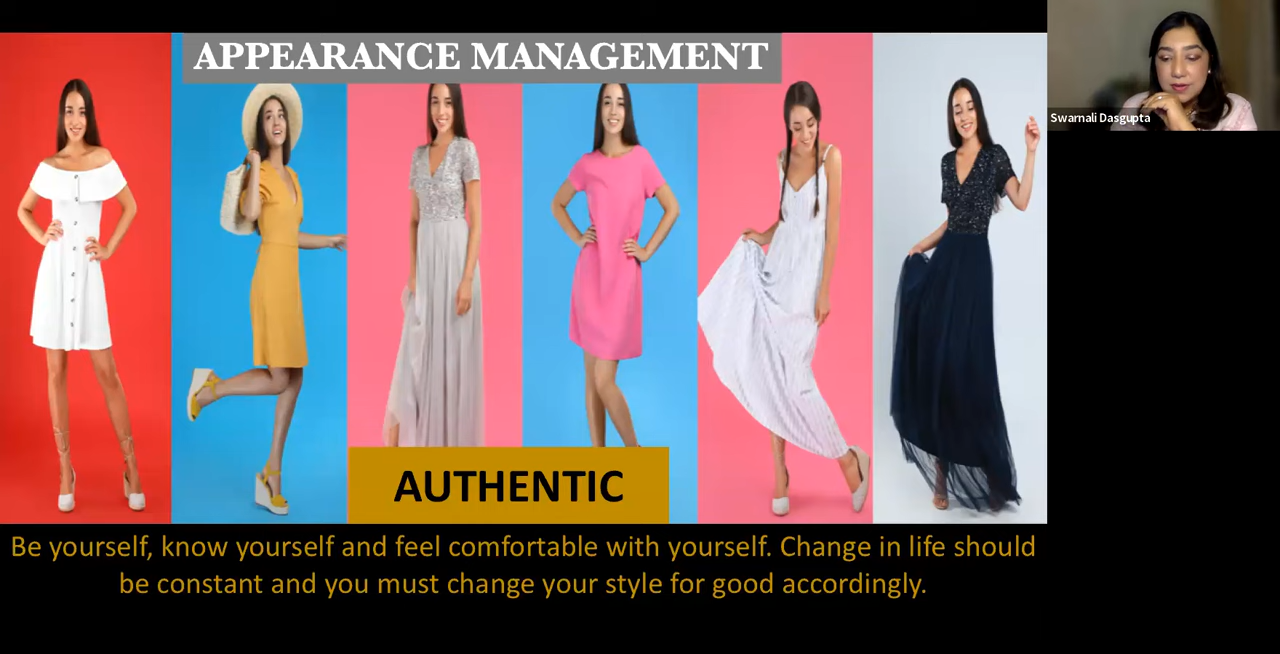 APPEARANCE MANAGEMENT
Swarnali Dasgupta
AUTHENTIC
Be yourself, know yourself and feel comfortable with yourself. Change in life should
be constant and you must change your style for good accordingly.